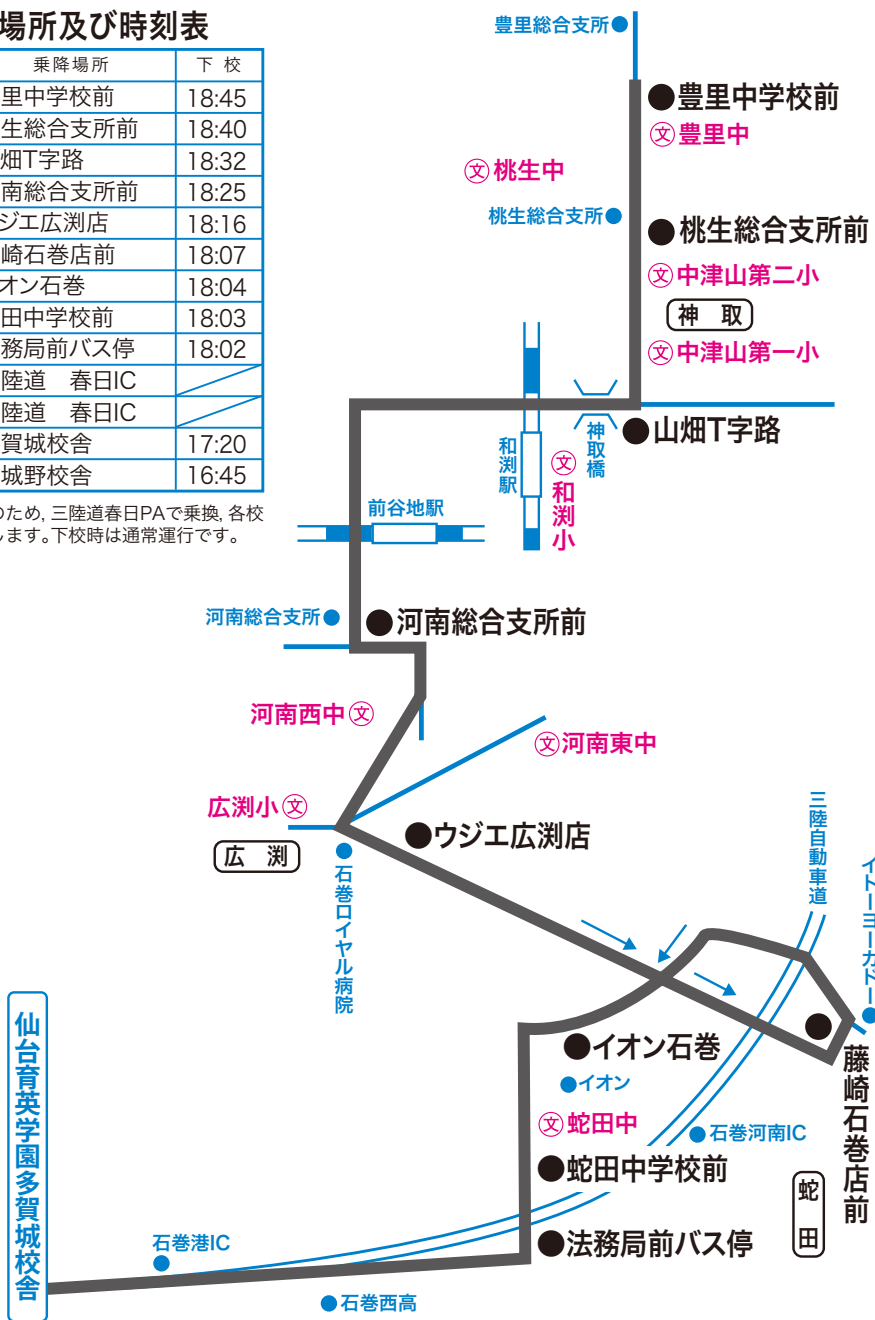 場所及び時刻表
乗降場所 下 校
里中学校前 18:45
生総合支所前 18:40
畑T字路 18:32
南総合支所前 18:25
ジエ広渕店 18:16
崎石巻店前 18:07
オン石巻 18:04
田中学校前 18:03
務局前バス停 18:02
陸道 春日IC
陸道 春日IC
賀城校舎 17:20
城野校舎 16:45
のため, 三陸道春日PAで乗換, 各校
します。下校時は通常運行です。
豊里総合支所
豊里中学校前
文 豊里中
文 桃生中
桃生総合支所
桃生総合支所前
文 中津山第二小
神 取
文 中津山第一小
山畑T字路
神取橋
和渕駅
文 和渕小
前谷地駅
河南総合支所
河南総合支所前
河南西中 文
文 河南東中
広渕小 文
広 渕
ウジエ広渕店
石巻ロイヤル病院
三陸自動車道
イトーヨーカドー
イオン石巻
イオン
藤崎石巻店前
文 蛇田中
石巻河南IC
蛇田中学校前
蛇 田
法務局前バス停
石巻港IC
石巻西高
仙台育英学園多賀城校舎